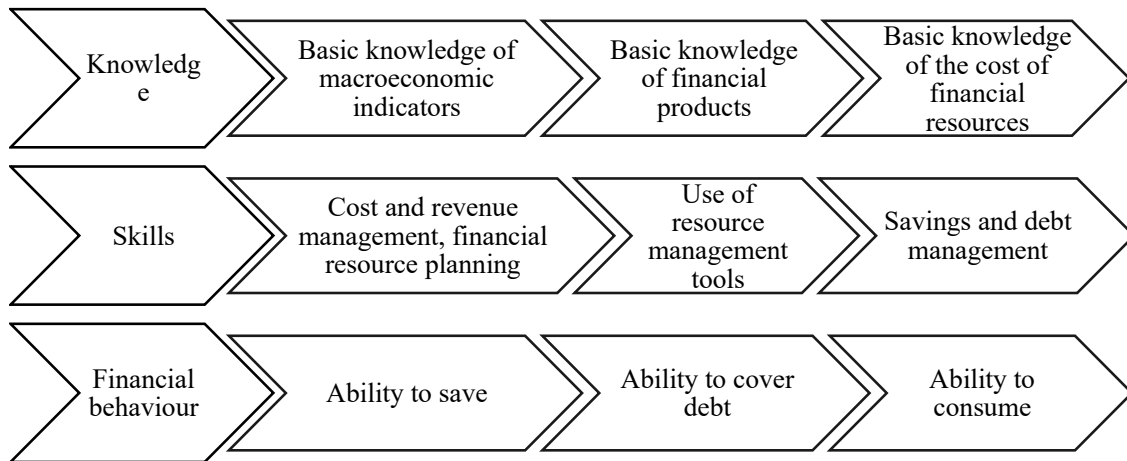 Knowledg
e
Basic knowledge of
macroeconomic
indicators
Basic knowledge
of financial
products
Basic knowledge
of the cost of
financial
resources
Skills
Cost and revenue
management, financial
resource planning
Use of
resource
management
tools
Savings and debt
management
Financial
behaviour
Ability to save
Ability to cover
debt
Ability to
consume